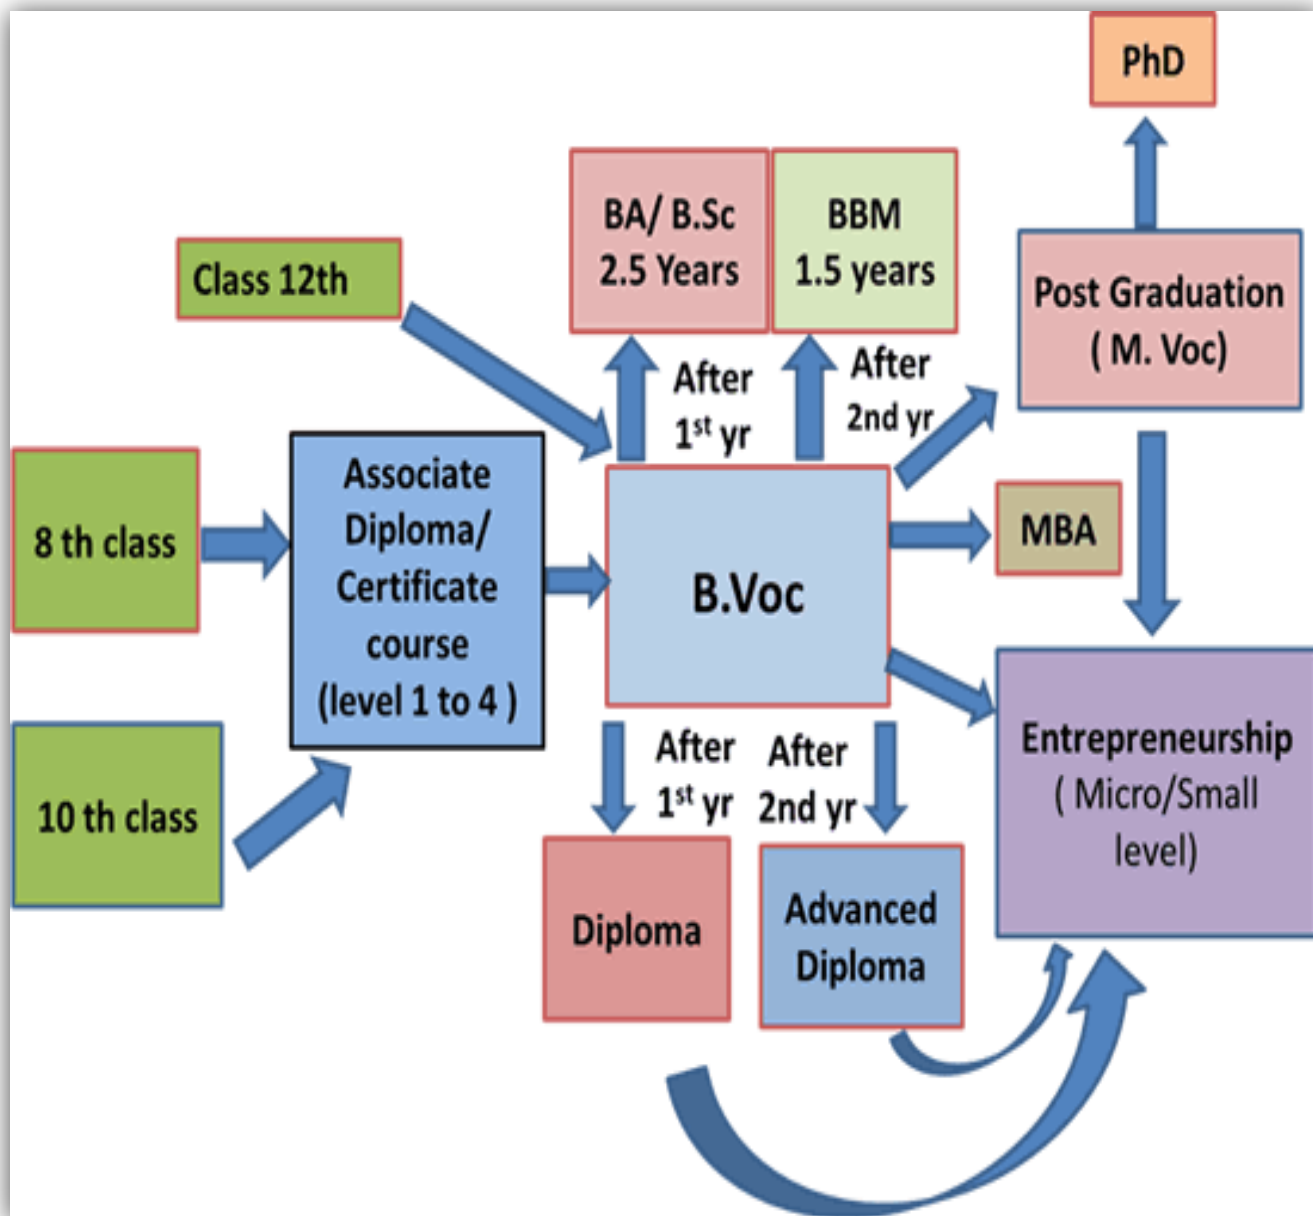 PhD
BA/ B.Sc
2.5 Years
BBM
1.5 years
Class 12th
Post Graduation
( M. Voc)
After
1st yr
After
2nd yr
Associate
Diploma/
Certificate
course
(level 1 to 4 )
8 th class
MBA
B.Voc
10 th class
After
1st yr
After
2nd yr
Entrepreneurship
( Micro/Small
level)
Diploma
Advanced
Diploma